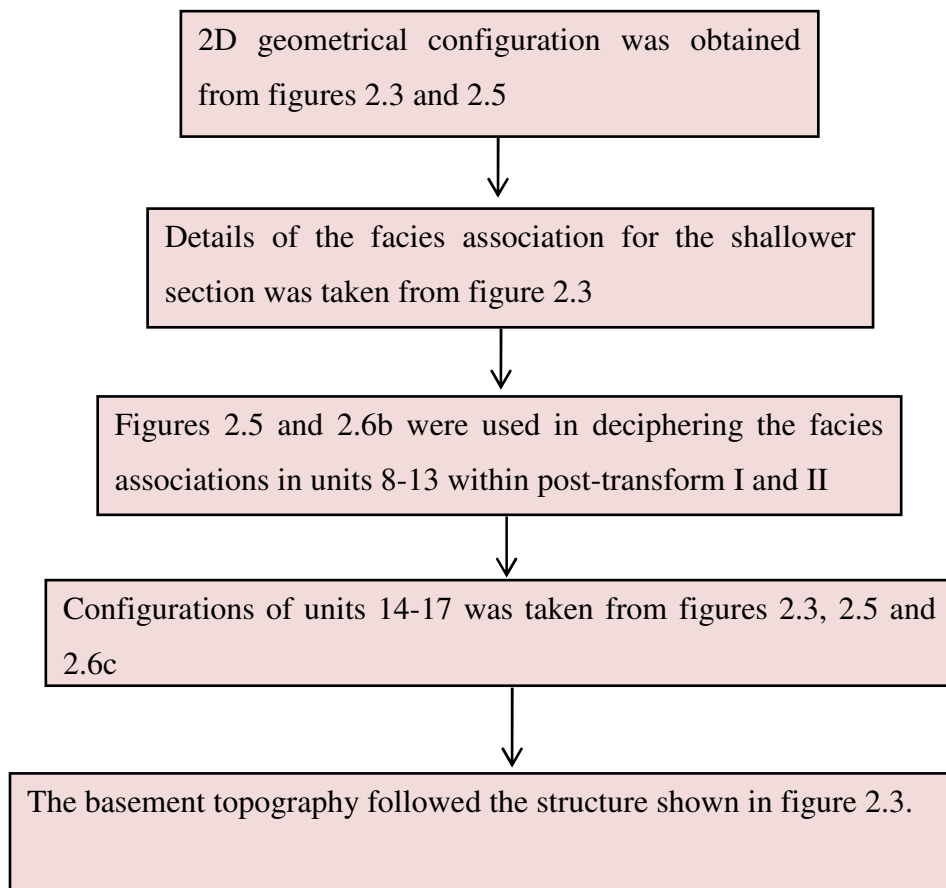 2D geometrical configuration was obtained
from figures 2.3 and 2.5
Details of the facies association for the shallower
section was taken from figure 2.3
Figures 2.5 and 2.6b were used in deciphering the facies
associations in units 8-13 within post-transform I and II
Configurations of units 14-17 was taken from figures 2.3, 2.5 and
2.6c
The basement topography followed the structure shown in figure 2.3.